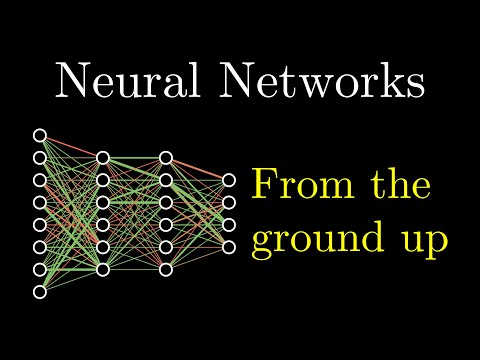 Neural Networks
From the
ground up